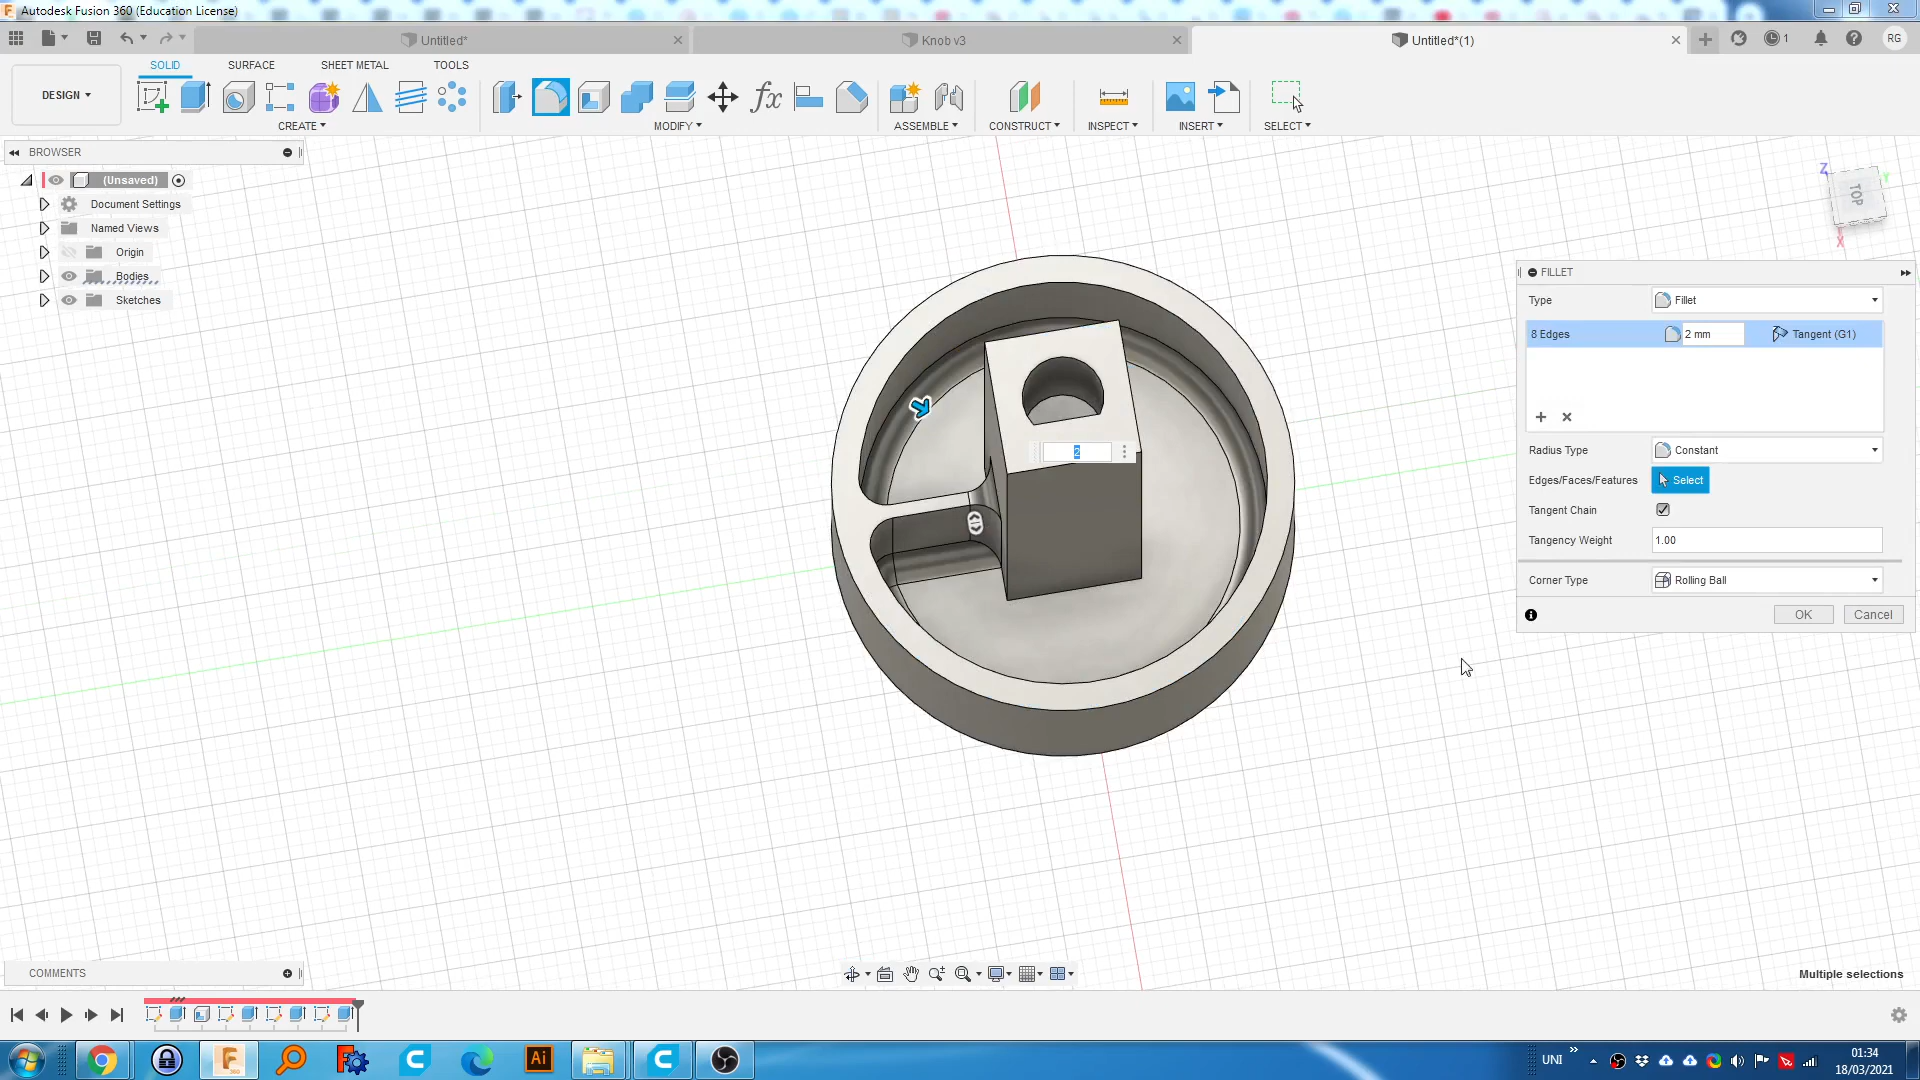 Autodesk Fusion 360 (Education License)
Untitled*
Knob v3
Untitled*(1)
1
RG
DESIGN
SOLID
SURFACE
SHEET METAL
TOOLS
CREATE
MODIFY
ASSEMBLE
CONSTRUCT
INSPECT
INSERT
SELECT
BROWSER
(Unsaved)
Document Settings
Named Views
Origin
Bodies
Sketches
Z
Y
TOP
X
FILLET
Type
Fillet
8 Edges
2 mm
Tangent (G1)
Radius Type
Constant
Edges/Faces/Features
Select
Tangent Chain
Tangency Weight
1.00
Corner Type
Rolling Ball
OK
Cancel
2
COMMENTS
Multiple selections
Ai
UNI
01:34
18/03/2021